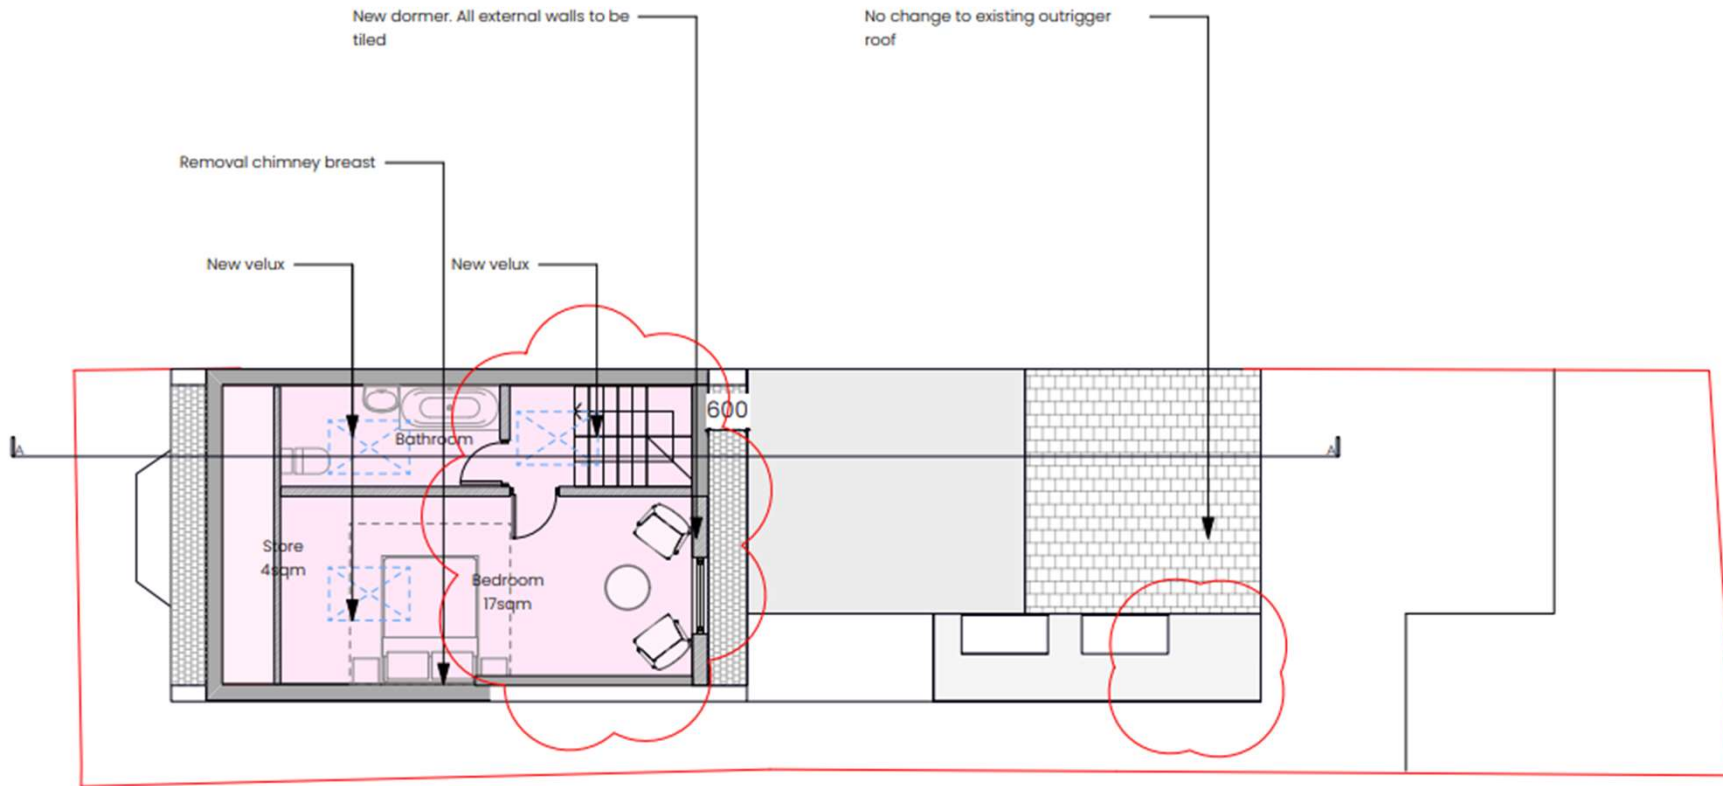 New dormer. All external walls to be
tiled
No change to existing outrigger
roof
Removal chimney breast
New velux
New velux
600
Bathroom
A
A
Store
4sqm
Bedroom
17sqm